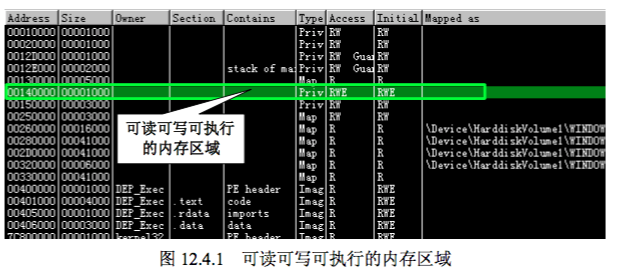 Address Size Owner Section Contains Type Access Initial Mapped as
00010000 00001000 Priv RW RW
00020000 00001000 Priv RW RW
0012D000 00001000 Priv RW Guar RW
0012E000 00002000 stack of ma Priv RW Guar RW
00130000 00005000 Map R R
00140000 00001000 Priv RWE RWE
00150000 00003000 Priv RW RW
00250000 00003000 Map RW RW
00260000 00016000 Map R R \Device\HarddiskVolume1\WINDOW
00280000 00041000 Map R R \Device\HarddiskVolume1\WINDOW
002D0000 00041000 Map R R \Device\HarddiskVolume1\WINDOW
00320000 00006000 Map R R \Device\HarddiskVolume1\WINDOW
00330000 00041000 Map R R
00400000 00001000 DEP_Exec PE header Imag R RWE
00401000 00004000 DEP_Exec .text code Imag R RWE
00405000 00001000 DEP_Exec .rdata imports Imag R RWE
00406000 00003000 DEP_Exec .data data Imag R RWE
7C800000 00001000 kernel32 PE header Imag R RWE
可读可写可执行
的内存区域
图 12.4.1 可读可写可执行的内存区域